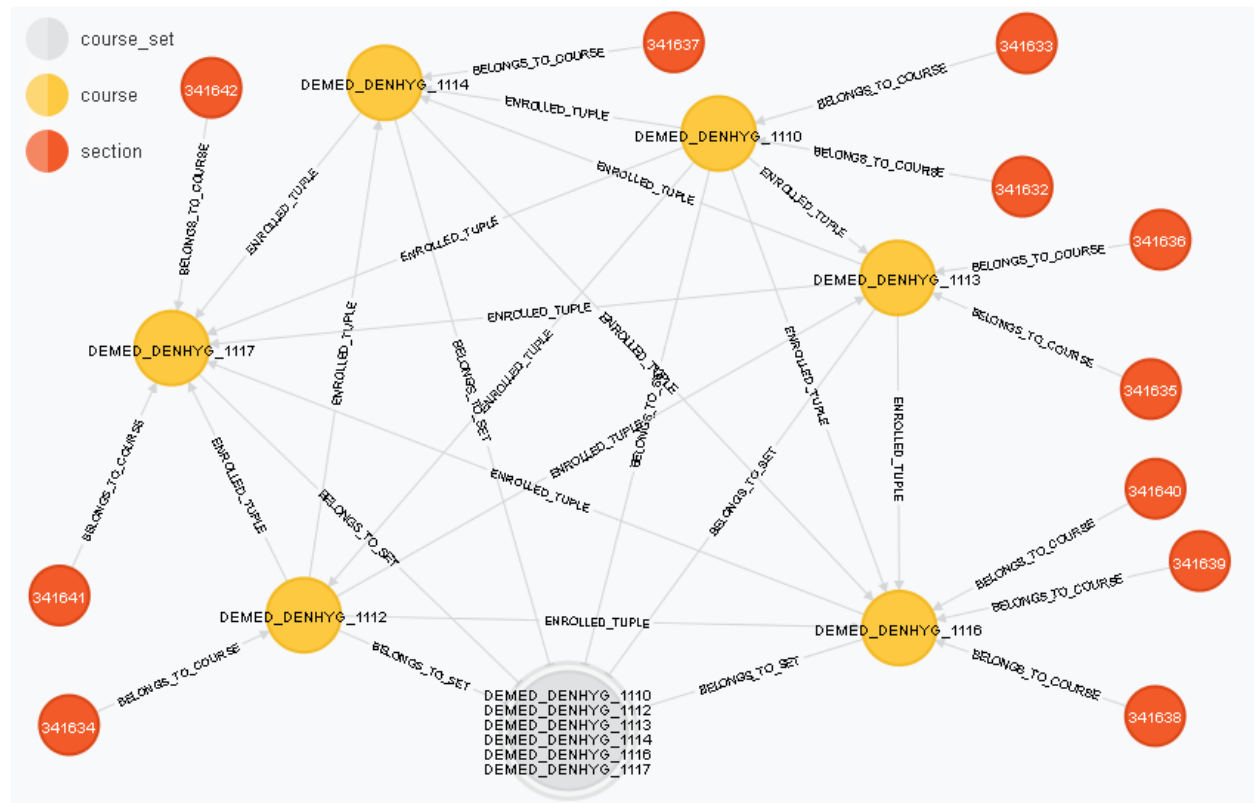 course_set
course
section
341637
341633
341642
BELONGS_TO_COURSE
DEMED_DENHYG_1114
BELONGS_TO_COURSE
ENROLLED_TUPLE
DEMED_DENHYG_1110
BELONGS_TO_COURSE
341632
ENROLLED_TUPLE
ENROLLED_TUPLE
ENROLLED_TUPLE
BELONGS_TO_COURSE
ENROLLED_TUPLE
341636
BELONGS_TO_COURSE
DEMED_DENHYG_1113
ENROLLED_TUPLE
ENROLLED_TUPLE
ENROLLED_TUPLE
ENROLLED_TUPLE
ENROLLED_TUPLE
BELONGS_TO_COURSE
DEMED_DENHYG_1117
341635
BELONGS_TO_SET
ENROLLED_TUPLE
BELONGS_TO_SET
ENROLLED_TUPLE
ENROLLED_TUPLE
BELONGS_TO_COURSE
ENROLLED_TUPLE
BELONGS_TO_SET
ENROLLED_TUPLE
341640
BELONGS_TO_SET
BELONGS_TO_COURSE
341639
341641
BELONGS_TO_COURSE
DEMED_DENHYG_1112
ENROLLED_TUPLE
DEMED_DENHYG_1116
BELONGS_TO_COURSE
BELONGS_TO_SET
BELONGS_TO_SET
BELONGS_TO_COURSE
341634
341638
DEMED_DENHYG_1110
DEMED_DENHYG_1112
DEMED_DENHYG_1113
DEMED_DENHYG_1114
DEMED_DENHYG_1116
DEMED_DENHYG_1117